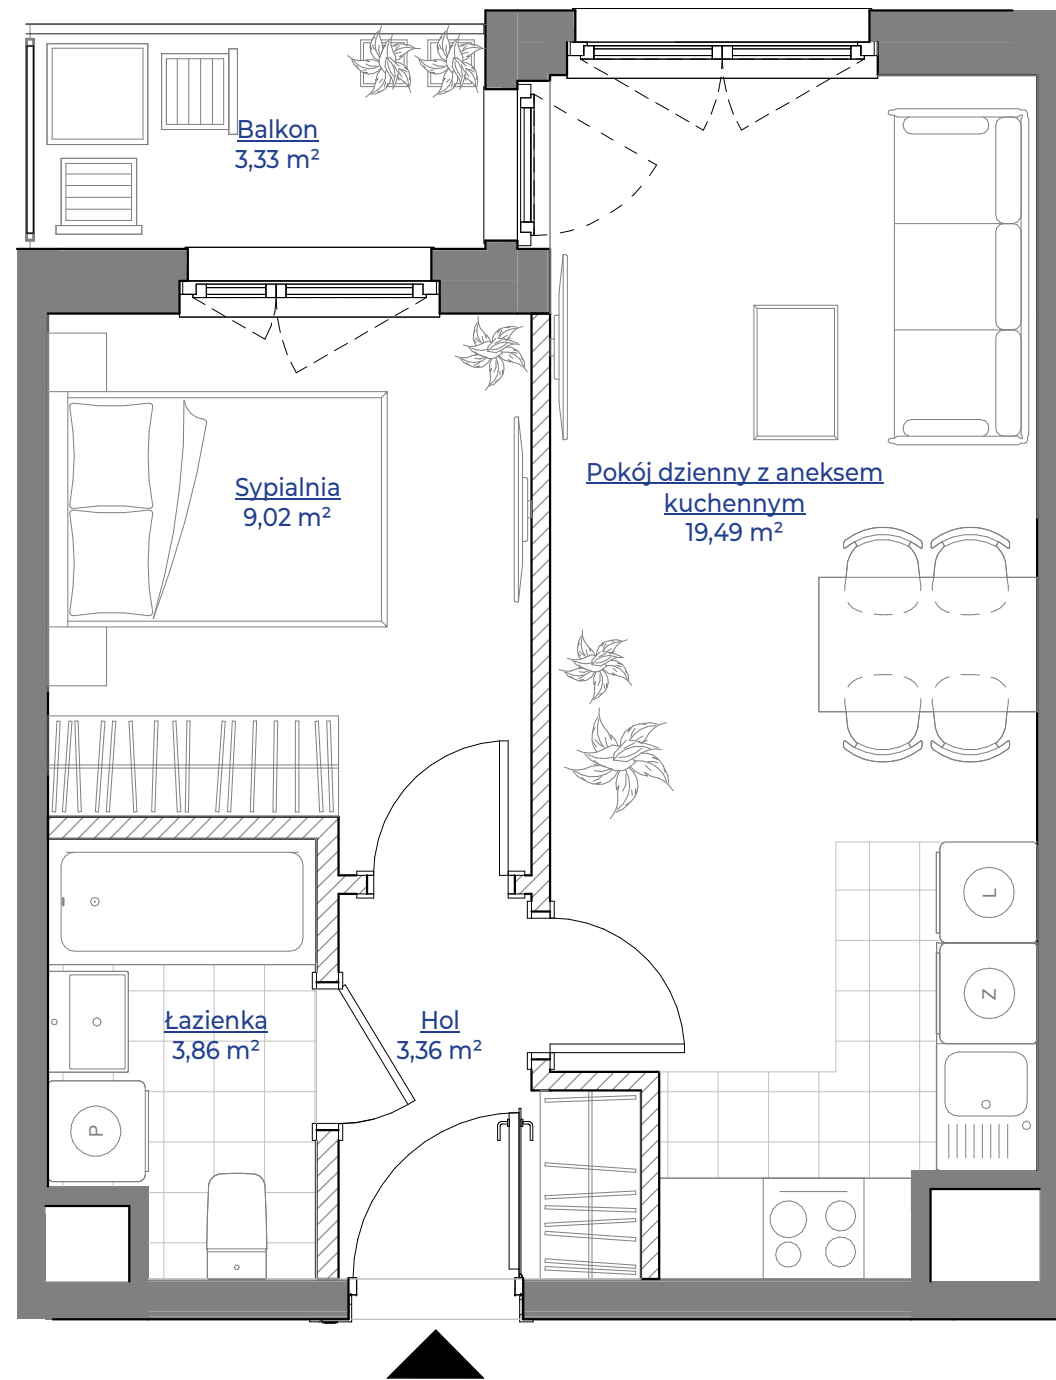 Balkon
3,33 m²
Sypialnia
9,02 m²
Pokój dzienny z aneksem
kuchennym
19,49 m²
L
Z
Łazienka
3,86 m²
Hol
3,36 m²
P